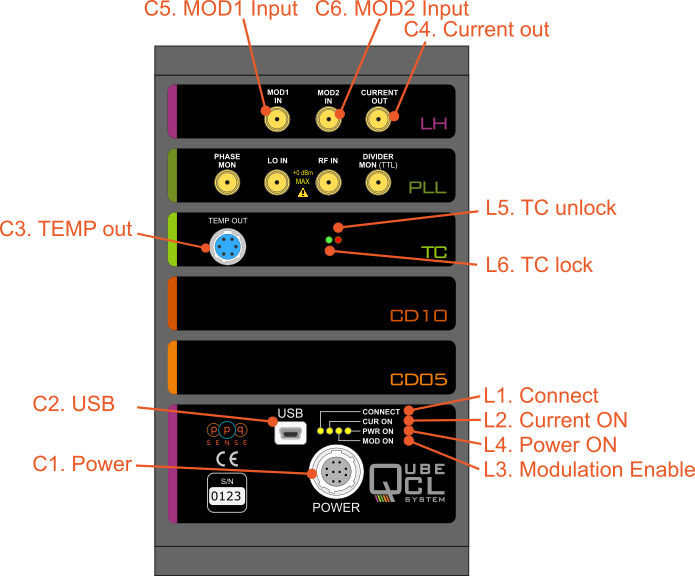 C5. MOD1 Input
C6. MOD2 Input
C4. Current out
MOD1
IN
MOD2
IN
CURRENT
OUT
LH
PHASE
MON
LO IN
+0 dBm
MAX
RF IN
DIVIDER
MON (TTL)
PLL
L5. TC unlock
C3. TEMP out
TEMP OUT
TC
L6. TC lock
CD10
CD05
C2. USB
USB
CONNECT
CUR ON
PWR ON
MOD ON
L1. Connect
L2. Current ON
L4. Power ON
L3. Modulation Enable
ppq
SENSE
CE
C1. Power
S/N
0123
POWER
QUBE
CL
SYSTEM